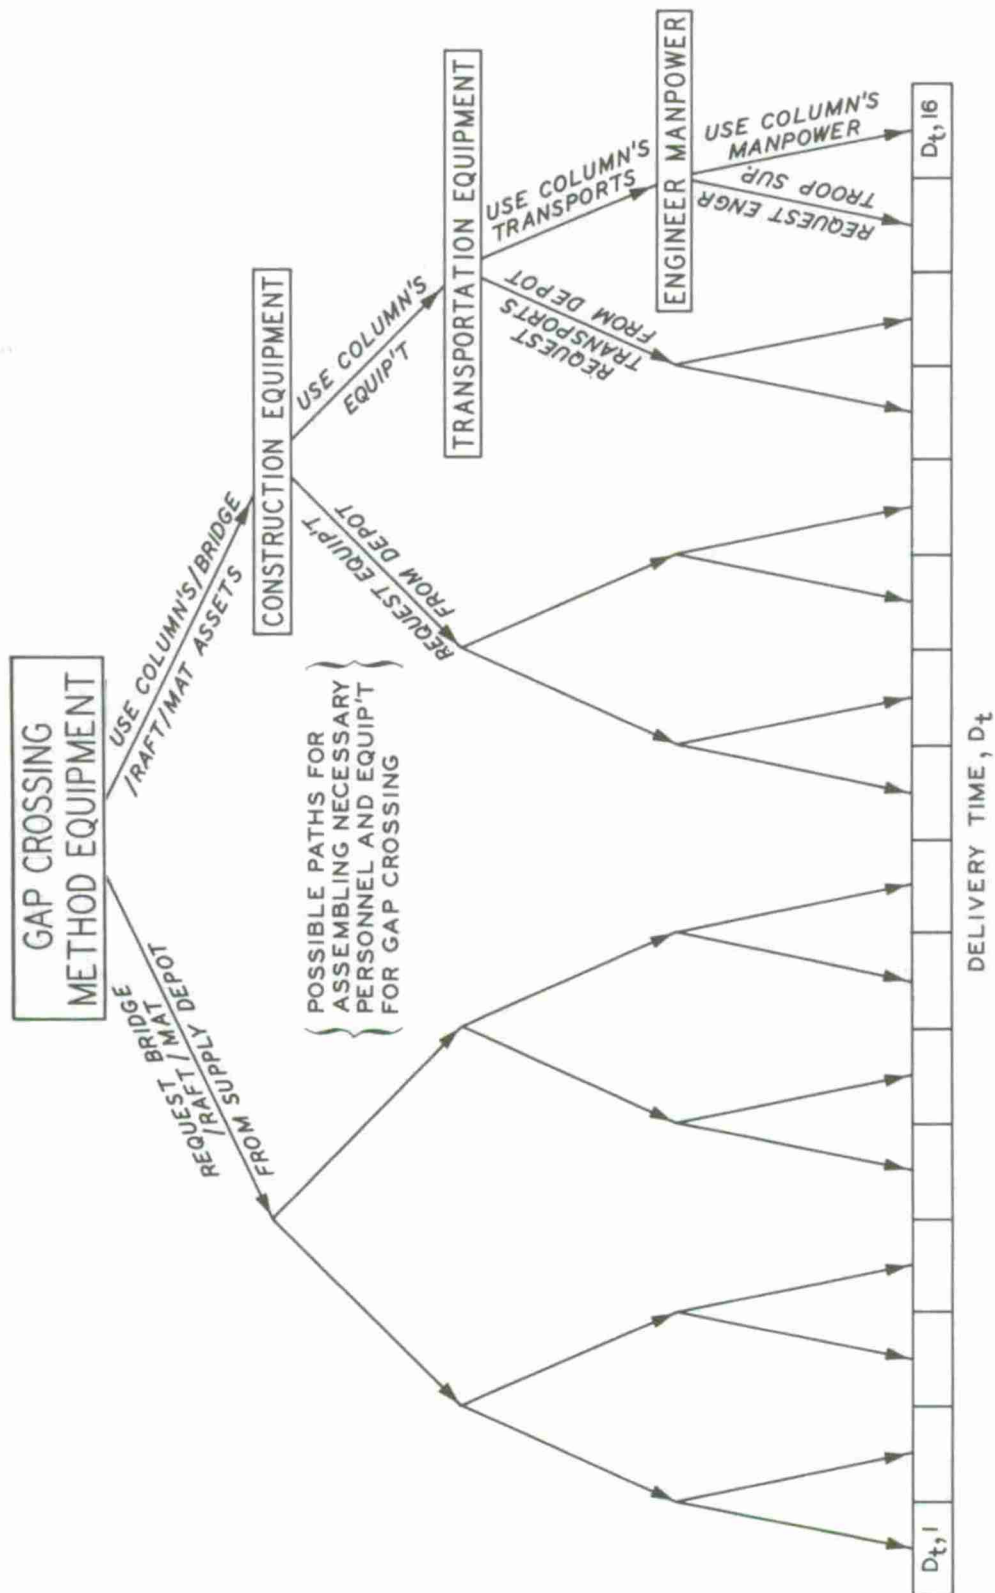 GAP CROSSING
METHOD EQUIPMENT
REQUEST BRIDGE
/RAFT/MAT
FROM SUPPLY DEPOT
USE COLUMN'S/BRIDGE
/RAFT/MAT ASSETS
CONSTRUCTION EQUIPMENT
POSSIBLE PATHS FOR
ASSEMBLING NECESSARY
PERSONNEL AND EQUIP'T
FOR GAP CROSSING
REQUEST EQUIP'T
FROM DEPOT
USE COLUMN'S
EQUIP'T
TRANSPORTATION EQUIPMENT
REQUEST
TRANSPORTS
FROM DEPOT
USE COLUMN'S
TRANSPORTS
ENGINEER MANPOWER
REQUEST ENGR
TROOP SUP.
USE COLUMN'S
MANPOWER
Dt, 1
Dt, 16
DELIVERY TIME, Dt